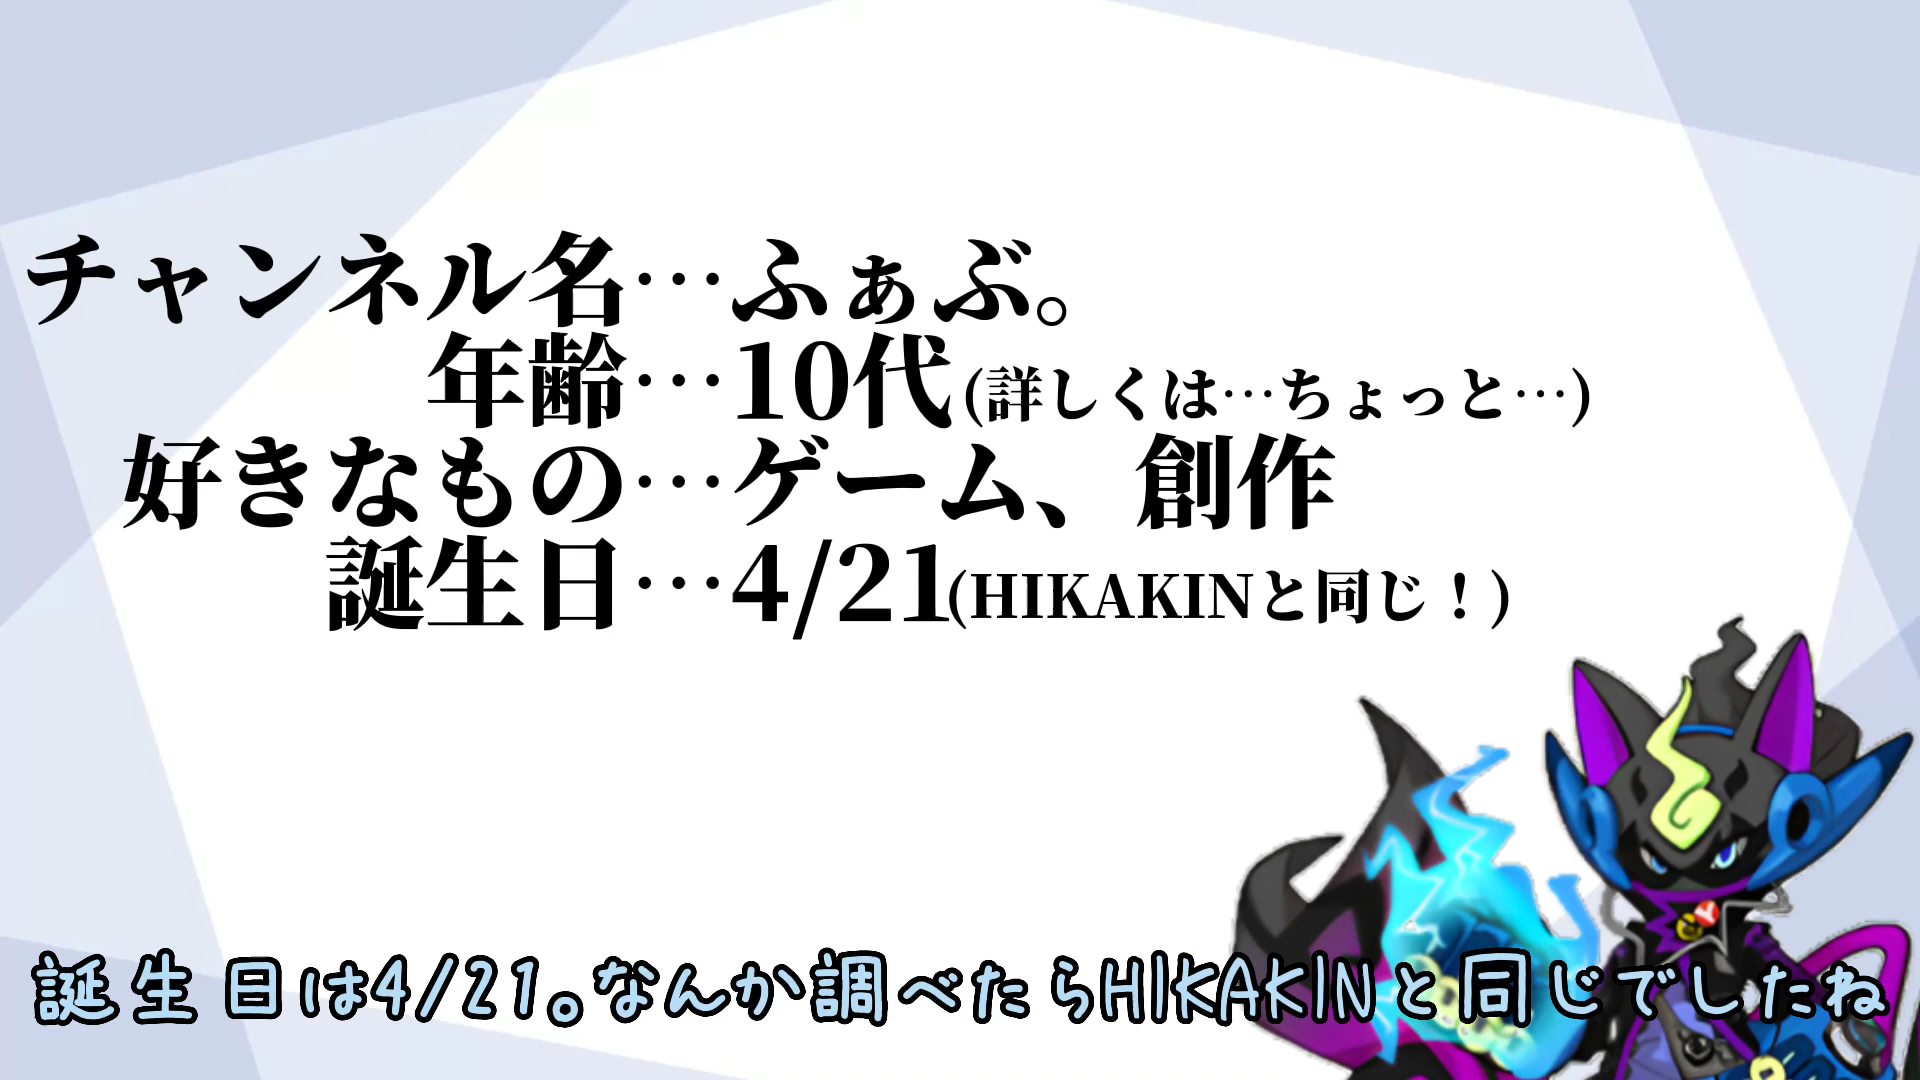 チャンネル名…ふぁぶ。
年齢…10代(詳しくは…ちょっと…)
好きなもの…ゲーム、創作
誕生日…4/21(HIKAKINと同じ！)
誕生日は4/21。なんか調べたらHIKAKINと同じでしたね